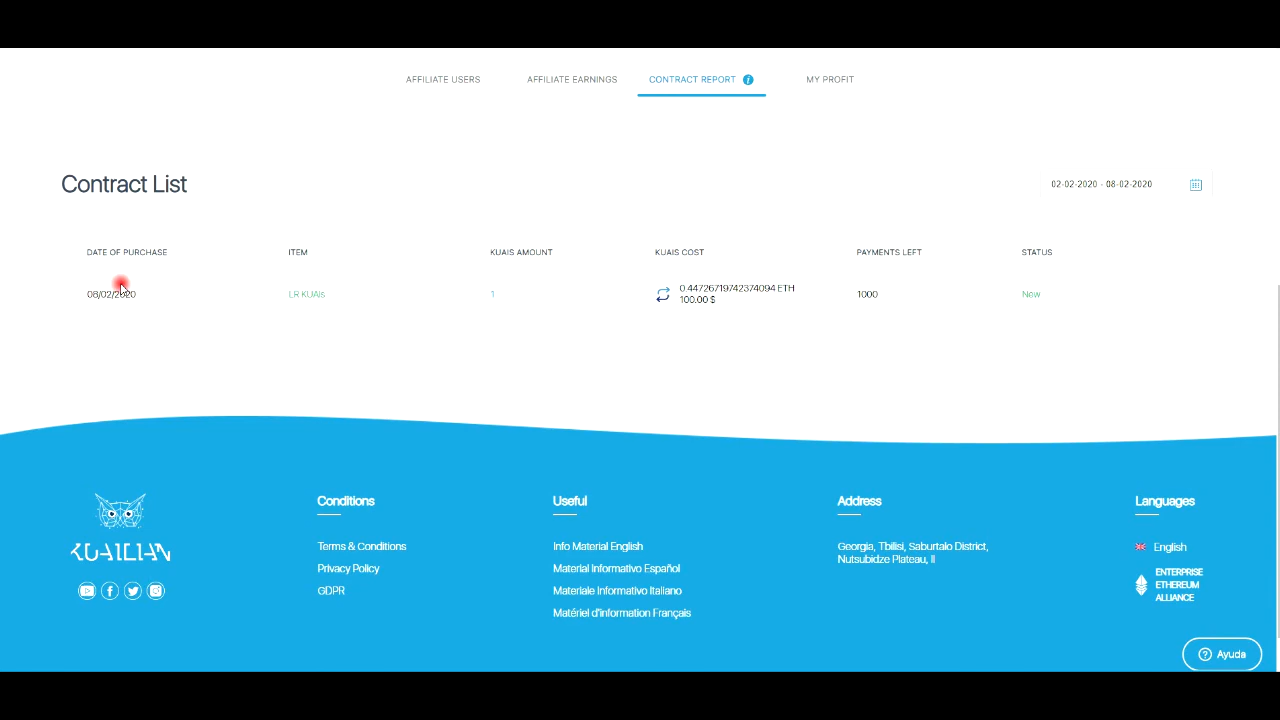 AFFILIATE USERS AFFILIATE EARNINGS CONTRACT REPORT i MY PROFIT
Contract List
02-02-2020 - 08-02-2020
DATE OF PURCHASE ITEM KUAIS AMOUNT KUAIS COST PAYMENTS LEFT STATUS
08/02/2020 LR KUAIs 1 0.44726719742374094 ETH 1000 New
100.00 $
KUAILIAN
Conditions
Terms & Conditions
Privacy Policy
GDPR
Useful
Info Material English
Material Informativo Español
Materiale Informativo Italiano
Matériel d'information Français
Address
Georgia, Tbilisi, Saburtalo District,
Nutsubidze Plateau, II
Languages
English
ENTERPRISE
ETHEREUM
ALLIANCE
? Ayuda